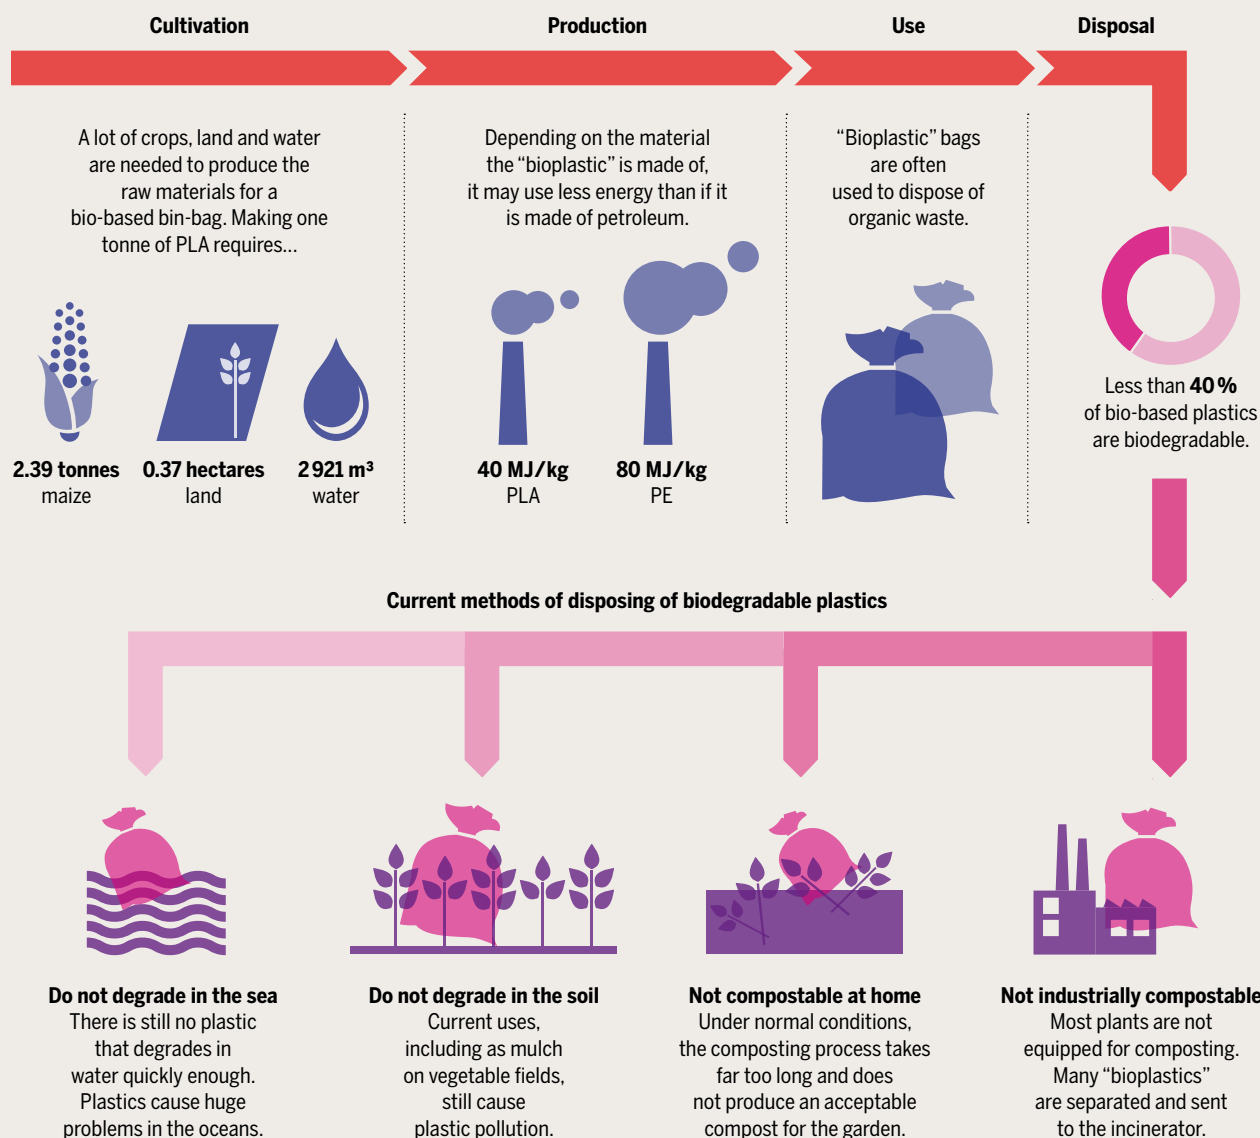 Cultivation
Production
Use
Disposal
A lot of crops, land and water
are needed to produce the
raw materials for a
bio-based bin-bag. Making one
tonne of PLA requires...
2.39 tonnes
maize
0.37 hectares
land
2 921 m³
water
Depending on the material
the “bioplastic” is made of,
it may use less energy than if it
is made of petroleum.
40 MJ/kg
PLA
80 MJ/kg
PE
“Bioplastic” bags
are often
used to dispose of
organic waste.
Less than 40 %
of bio-based plastics
are biodegradable.
Current methods of disposing of biodegradable plastics
Do not degrade in the sea
There is still no plastic
that degrades in
water quickly enough.
Plastics cause huge
problems in the oceans.
Do not degrade in the soil
Current uses,
including as mulch
on vegetable fields,
still cause
plastic pollution.
Not compostable at home
Under normal conditions,
the composting process takes
far too long and does
not produce an acceptable
compost for the garden.
Not industrially compostable
Most plants are not
equipped for composting.
Many “bioplastics”
are separated and sent
to the incinerator.